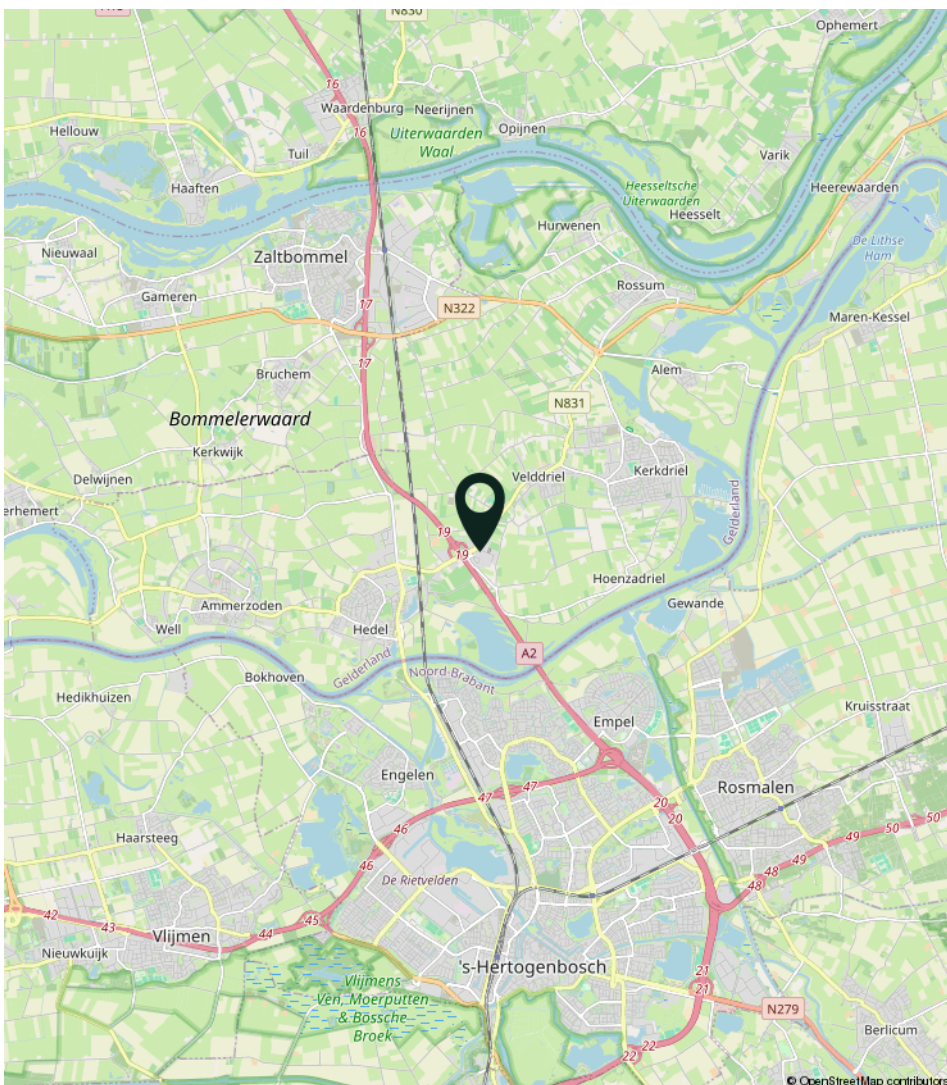 N830
Ophemert
16
Waardenburg
Neerijnen
Opijnen
16
Hellouw
Tuil
Uiterwaarden
Waal
Varik
Haaften
Heesseltsche
Uiterwaarden
Heerewaarden
Heesselt
Hurwenen
Nieuwaal
Zaltbommel
De Lithse
Ham
Gameren
17
N322
Rossum
Maren-Kessel
17
Bruchem
Alem
N831
Bommelerwaard
Kerkwijk
Delwijnen
Velddriel
Kerkdriel
erhemert
Gelderland
19
19
Hoenzadriel
Ammerzoden
Gewande
Well
Hedel
A2
Gelderland
Noord-Brabant
Bokhoven
Hedikhuizen
Kruisstraat
Empel
Engelen
47
47
Rosmalen
20
20
46
Haarsteeg
46
50
50
49
49
48
48
De Rietvelden
42
43
44
45
Vlijmen
Nieuwkuijk
's-Hertogenbosch
21
21
Vlijmens
Ven, Moerputten
& Bossche
Broek
N279
Berlicum
22
22
© OpenStreetMap contributors